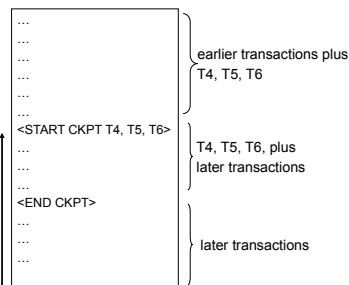 ...
...
...
...
...
...
earlier transactions plus
T4, T5, T6
<START CKPT T4, T5, T6>
...
...
...
T4, T5, T6, plus
later transactions
<END CKPT>
...
...
...
later transactions